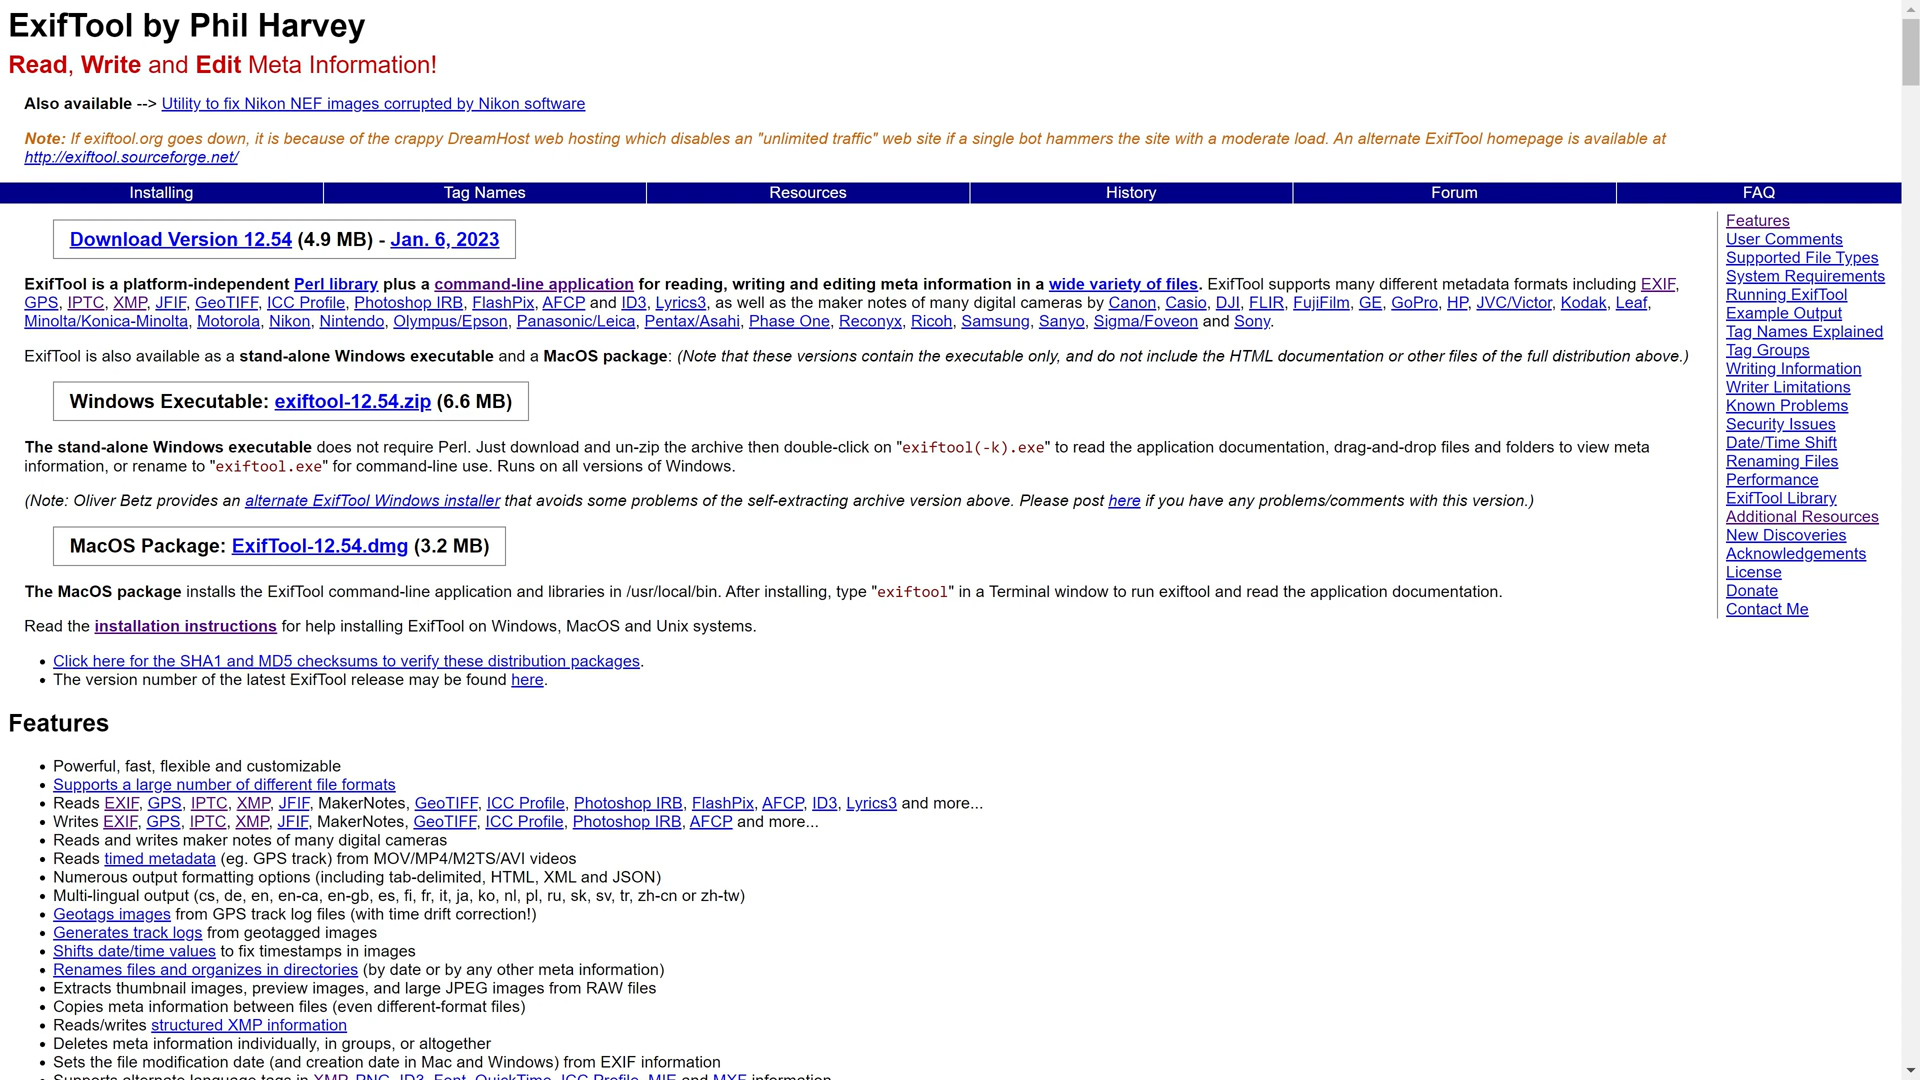 ExifTool by Phil Harvey
Read, Write and Edit Meta Information!
Also available --> Utility to fix Nikon NEF images corrupted by Nikon software
Note: If exiftool.org goes down, it is because of the crappy DreamHost web hosting which disables an "unlimited traffic" web site if a single bot hammers the site with a moderate load. An alternate ExifTool homepage is available at
http://exiftool.sourceforge.net/
Installing Tag Names Resources History Forum FAQ
Download Version 12.54 (4.9 MB) - Jan. 6, 2023
ExifTool is a platform-independent Perl library plus a command-line application for reading, writing and editing meta information in a wide variety of files. ExifTool supports many different metadata formats including EXIF,
GPS, IPTC, XMP, JFIF, GeoTIFF, ICC Profile, Photoshop IRB, FlashPix, AFCP and ID3, Lyrics3, as well as the maker notes of many digital cameras by Canon, Casio, DJI, FLIR, FujiFilm, GE, GoPro, HP, JVC/Victor, Kodak, Leaf,
Minolta/Konica-Minolta, Motorola, Nikon, Nintendo, Olympus/Epson, Panasonic/Leica, Pentax/Asahi, Phase One, Reconyx, Ricoh, Samsung, Sanyo, Sigma/Foveon and Sony.
ExifTool is also available as a stand-alone Windows executable and a MacOS package: (Note that these versions contain the executable only, and do not include the HTML documentation or other files of the full distribution above.)
Windows Executable: exiftool-12.54.zip (6.6 MB)
The stand-alone Windows executable does not require Perl. Just download and un-zip the archive then double-click on "exiftool(-k).exe" to read the application documentation, drag-and-drop files and folders to view meta
information, or rename to "exiftool.exe" for command-line use. Runs on all versions of Windows.
(Note: Oliver Betz provides an alternate ExifTool Windows installer that avoids some problems of the self-extracting archive version above. Please post here if you have any problems/comments with this version.)
MacOS Package: ExifTool-12.54.dmg (3.2 MB)
The MacOS package installs the ExifTool command-line application and libraries in /usr/local/bin. After installing, type "exiftool" in a Terminal window to run exiftool and read the application documentation.
Read the installation instructions for help installing ExifTool on Windows, MacOS and Unix systems.
• Click here for the SHA1 and MD5 checksums to verify these distribution packages.
• The version number of the latest ExifTool release may be found here.
Features
User Comments
Supported File Types
System Requirements
Running ExifTool
Example Output
Tag Names Explained
Tag Groups
Writing Information
Writer Limitations
Known Problems
Security Issues
Date/Time Shift
Renaming Files
Performance
ExifTool Library
Additional Resources
New Discoveries
Acknowledgements
License
Donate
Contact Me
Features
• Powerful, fast, flexible and customizable
• Supports a large number of different file formats
• Reads EXIF, GPS, IPTC, XMP, JFIF, MakerNotes, GeoTIFF, ICC Profile, Photoshop IRB, FlashPix, AFCP, ID3, Lyrics3 and more...
• Writes EXIF, GPS, IPTC, XMP, JFIF, MakerNotes, GeoTIFF, ICC Profile, Photoshop IRB, AFCP and more...
• Reads and writes maker notes of many digital cameras
• Reads timed metadata (eg. GPS track) from MOV/MP4/M2TS/AVI videos
• Numerous output formatting options (including tab-delimited, HTML, XML and JSON)
• Multi-lingual output (cs, de, en, en-ca, en-gb, es, fi, fr, it, ja, ko, nl, pl, ru, sk, sv, tr, zh-cn or zh-tw)
• Geotags images from GPS track log files (with time drift correction!)
• Generates track logs from geotagged images
• Shifts date/time values to fix timestamps in images
• Renames files and organizes in directories (by date or by any other meta information)
• Extracts thumbnail images, preview images, and large JPEG images from RAW files
• Copies meta information between files (even different-format files)
• Reads/writes structured XMP information
• Deletes meta information individually, in groups, or altogether
• Sets the file modification date (and creation date in Mac and Windows) from EXIF information
• Supports alternate language tags in XMP, PNG, ID3, Font, QuickTime, ICC Profile, MIE and MXF information